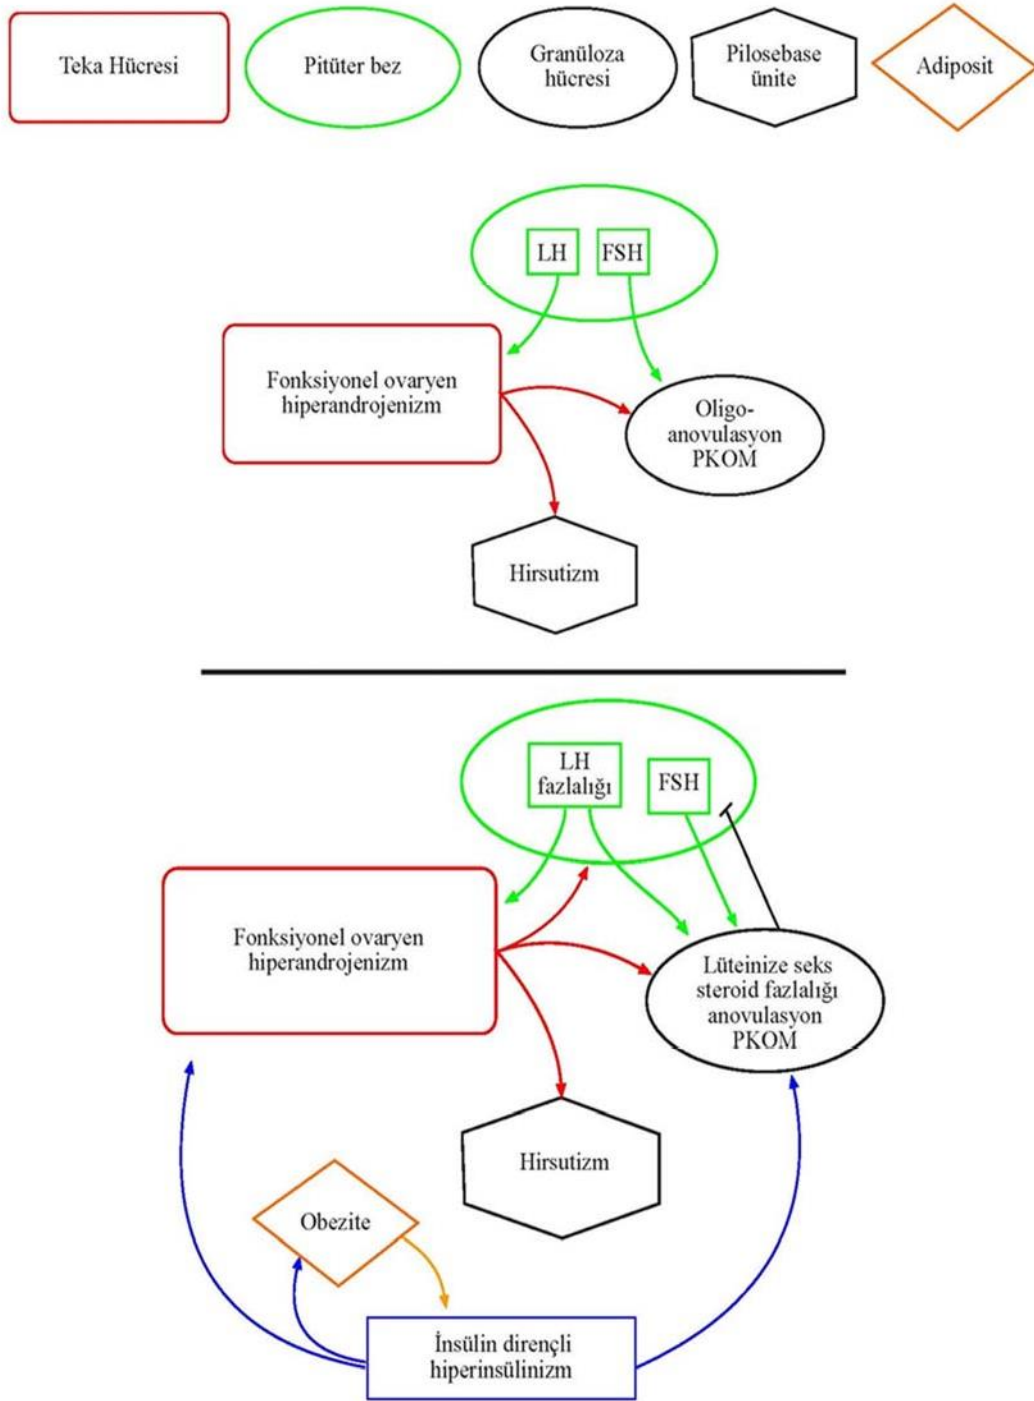 Teka Hücresi
Pitüter bez
Granüloza
hücresi
Pilosebase
ünite
Adiposit
LH
FSH
Fonksiyonel ovaryen
hiperandrojenizm
Oligo-
anovulasyon
PKOM
Hirsutizm
LH
fazlalığı
FSH
Fonksiyonel ovaryen
hiperandrojenizm
Lüteinize seks
steroid fazlalığı
anovulasyon
PKOM
Hirsutizm
Obezite
İnsülin dirençli
hiperinsülinizm